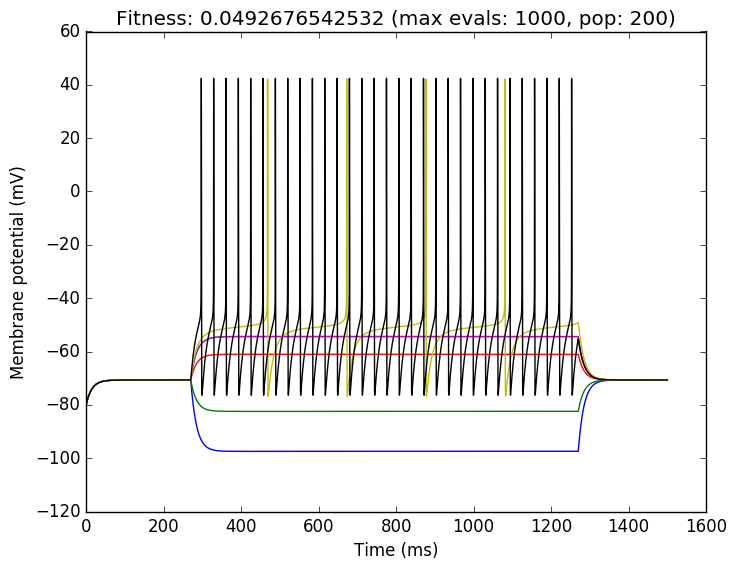 Fitness: 0.0492676542532 (max evals: 1000, pop: 200)
60
40
20
0
−20
−40
−60
−80
−100
−120
Membrane potential (mV)
0 200 400 600 800 1000 1200 1400 1600
Time (ms)